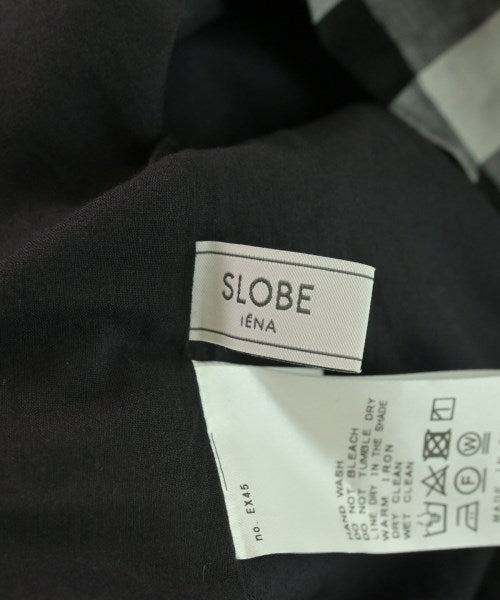 SLOBE
IÉNA
no. EX45
HAND WASH
DO NOT BLEACH
DO NOT TUMBLE DRY
LINE DRY IN THE SHADE
WARM IRON
DRY CLEAN
WET CLEAN